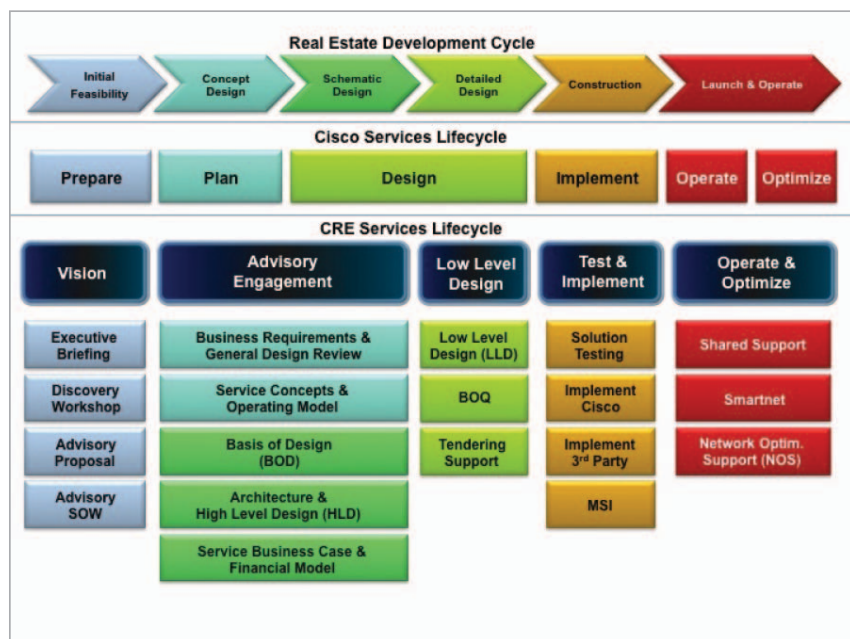 Real Estate Development Cycle
Initial
Feasibility
Concept
Design
Schematic
Design
Detailed
Design
Construction
Launch & Operate
Cisco Services Lifecycle
Prepare
Plan
Design
Implement
Operate
Optimize
CRE Services Lifecycle
Vision
Advisory
Engagement
Low Level
Design
Test &
Implement
Operate &
Optimize
Executive
Briefing
Discovery
Workshop
Advisory
Proposal
Advisory
SOW
Business Requirements &
General Design Review
Service Concepts &
Operating Model
Basis of Design
(BOD)
Architecture &
High Level Design (HLD)
Service Business Case &
Financial Model
Low Level
Design (LLD)
BOQ
Tendering
Support
Solution
Testing
Implement
Cisco
Implement
3rd Party
MSI
Shared Support
Smartnet
Network Optim.
Support (NOS)